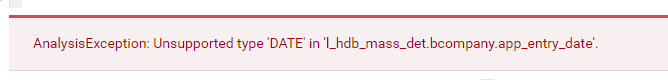 AnalysisException: Unsupported type 'DATE' in 'l_hdb_mass_det.bcompany.app_entry_date'.